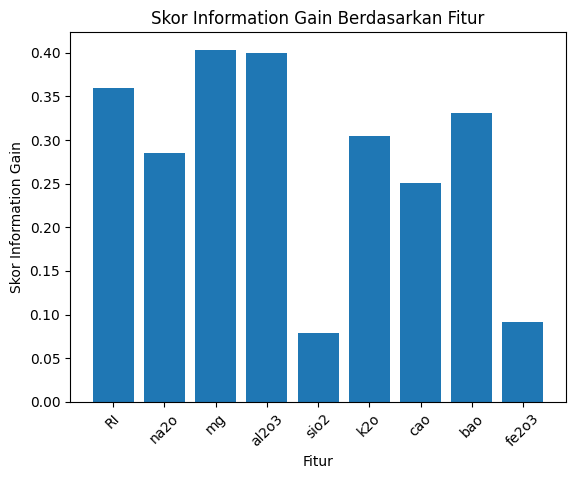 Skor Information Gain Berdasarkan Fitur
Skor Information Gain
0.40
0.35
0.30
0.25
0.20
0.15
0.10
0.05
0.00
RI
na2o
mg
al2o3
sio2
k2o
cao
bao
fe2o3
Fitur